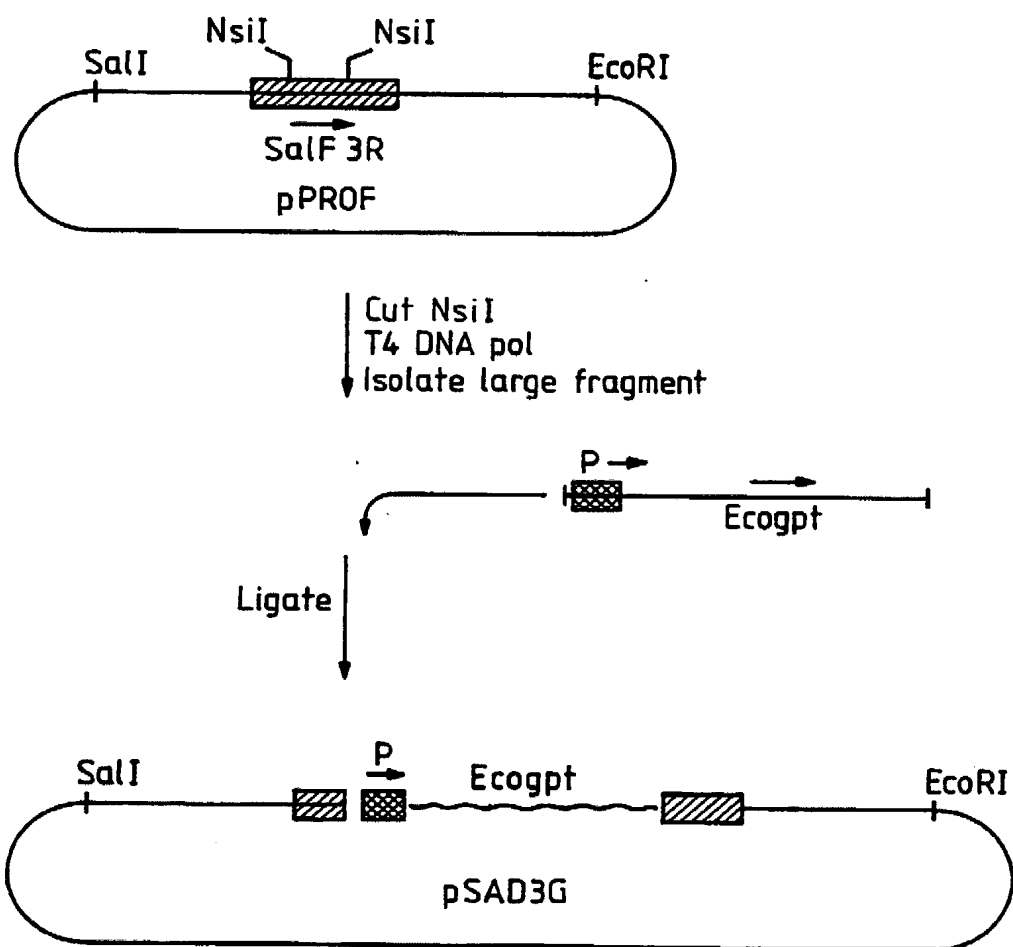 NsiI NsiI
SalI EcoRI
SalF 3R
pPROF
Cut NsiI
T4 DNA pol
Isolate large fragment
P
Ecogpt
Ligate
P
SalI Ecogpt EcoRI
pSAD3G